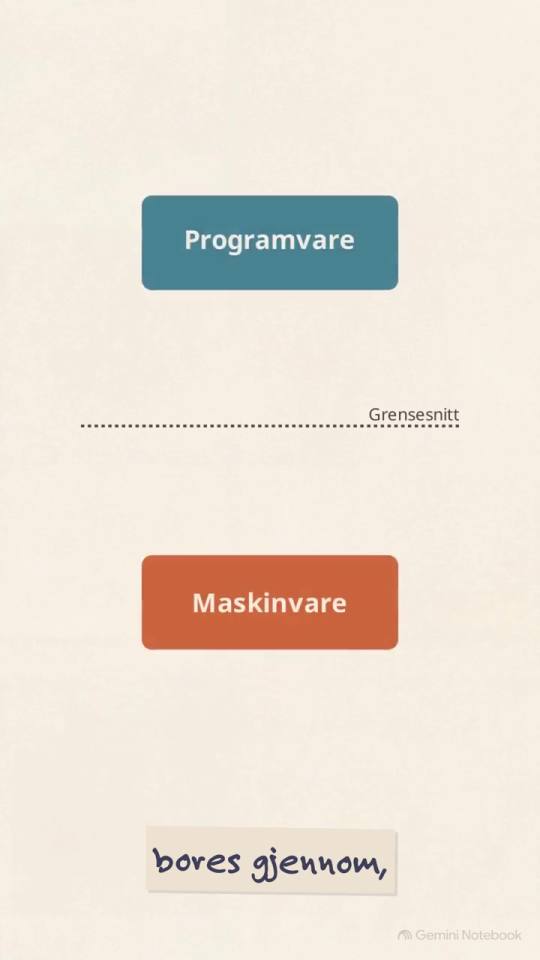 Programvare
Grensesnitt
Maskinvare
bores gjennom,
Gemini Notebook